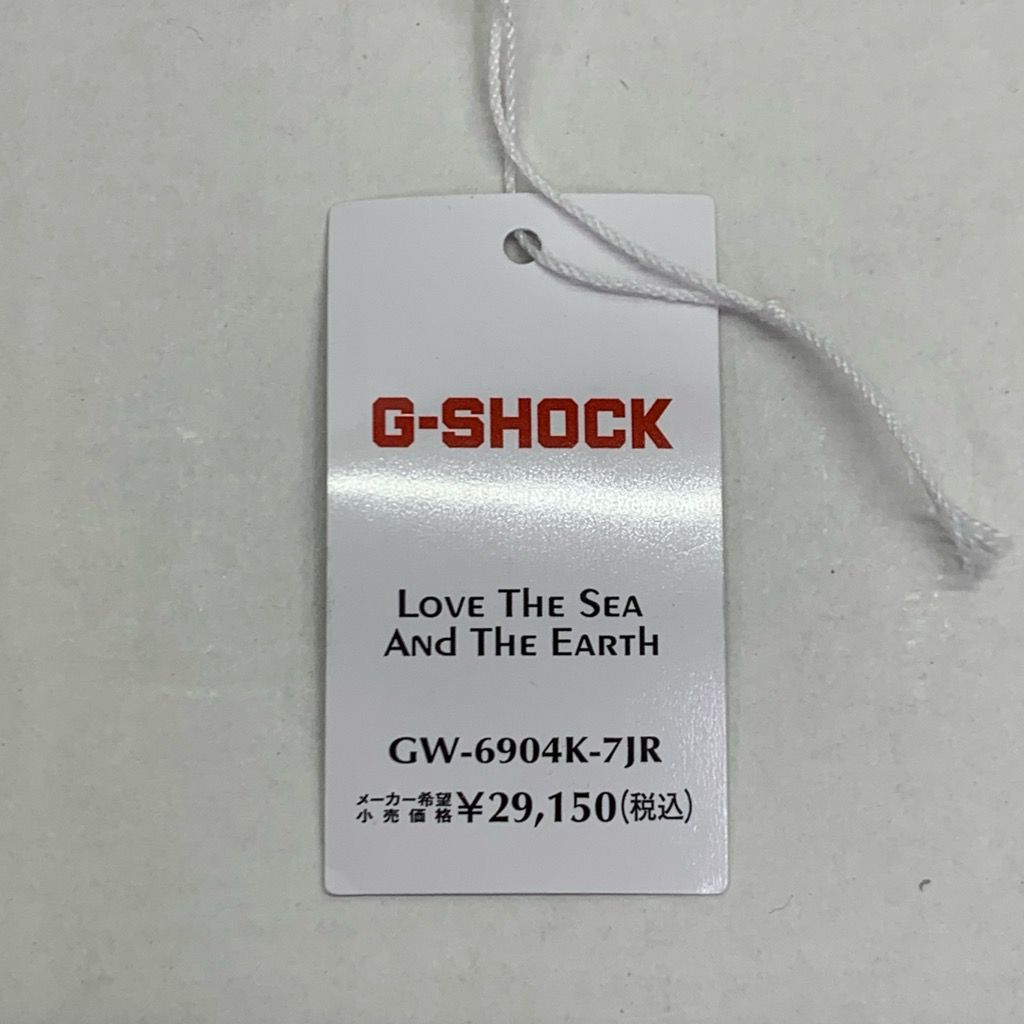 G-SHOCK
LOVE THE SEA
AND THE EARTH
GW-6904K-7JR
メーカー希望
小売価格 ¥29,150(税込)